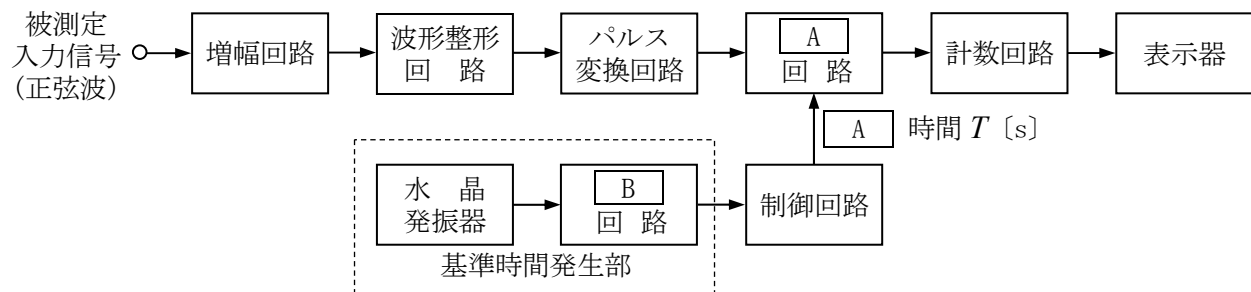 被測定
入力信号
(正弦波)
増幅回路
波形整形
回 路
パルス
変換回路
A
回 路
計数回路
表示器
A 時間 T〔s〕
水 晶
発振器
B
回 路
制御回路
基準時間発生部